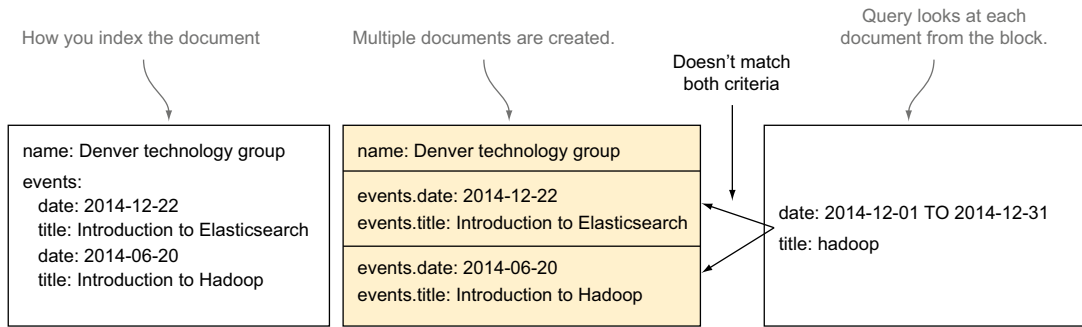 How you index the document
Multiple documents are created.
Query looks at each
document from the block.
Doesn’t match
both criteria
name: Denver technology group
events:
date: 2014-12-22
title: Introduction to Elasticsearch
date: 2014-06-20
title: Introduction to Hadoop
name: Denver technology group
events.date: 2014-12-22
events.title: Introduction to Elasticsearch
events.date: 2014-06-20
events.title: Introduction to Hadoop
date: 2014-12-01 TO 2014-12-31
title: hadoop